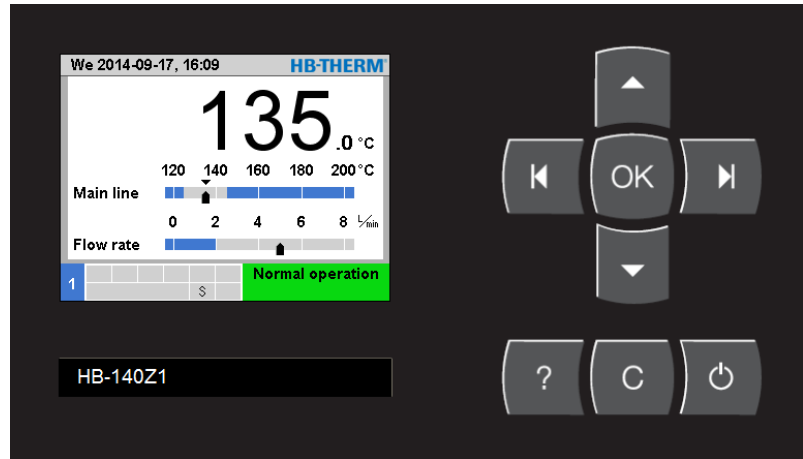 We 2014-09-17, 16:09 HB-THERM
135.0 °C
120 140 160 180 200°C
Main line
0 2 4 6 8 L/min
Flow rate
1 S Normal operation
HB-140Z1
OK
? C